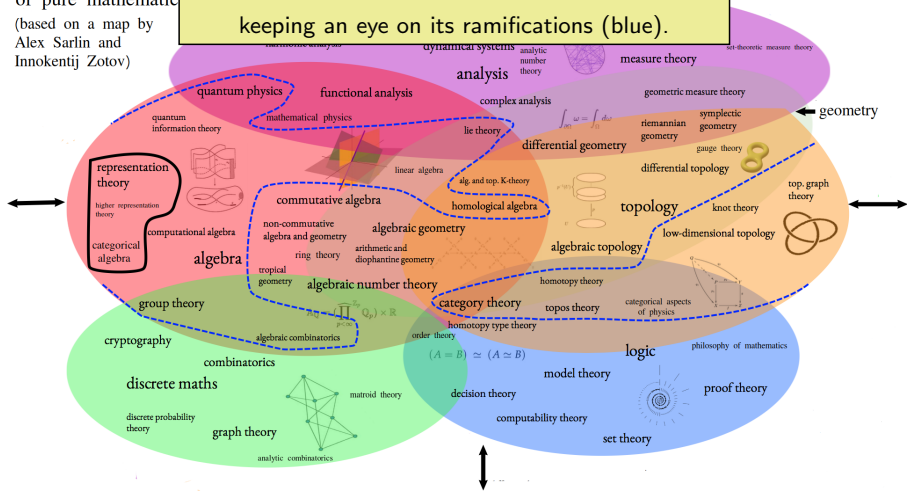 of pure mathematic
(based on a map by
Alex Sarlin and
Innokentij Zotov)
keeping an eye on its ramifications (blue).
harmonic analysis
dynamical systems
analytic
number
theory
set-theoretic measure theory
measure theory
analysis
quantum physics
functional analysis
complex analysis
geometric measure theory
geometry
quantum
information theory
mathematical physics
lie theory
∫∂Ω ω = ∫Ω dω
riemannian
geometry
symplectic
geometry
differential geometry
gauge theory
representation
theory
linear algebra
alg. and top. K-theory
differential topology
top. graph
theory
higher representation
theory
commutative algebra
homological algebra
topology
knot theory
computational algebra
non-commutative
algebra and geometry
algebraic geometry
low-dimensional topology
categorical
algebra
ring theory
arithmetic and
diophantine geometry
algebraic topology
algebra
tropical
geometry
algebraic number theory
homotopy theory
group theory
category theory
topos theory
categorical aspects
of physics
cryptography
algebraic combinatorics
order theory
homotopy type theory
(A = B) ≃ (A ≃ B)
logic
philosophy of mathematics
combinatorics
model theory
discrete maths
matroid theory
decision theory
proof theory
discrete probability
theory
graph theory
computability theory
set theory
analytic combinatorics